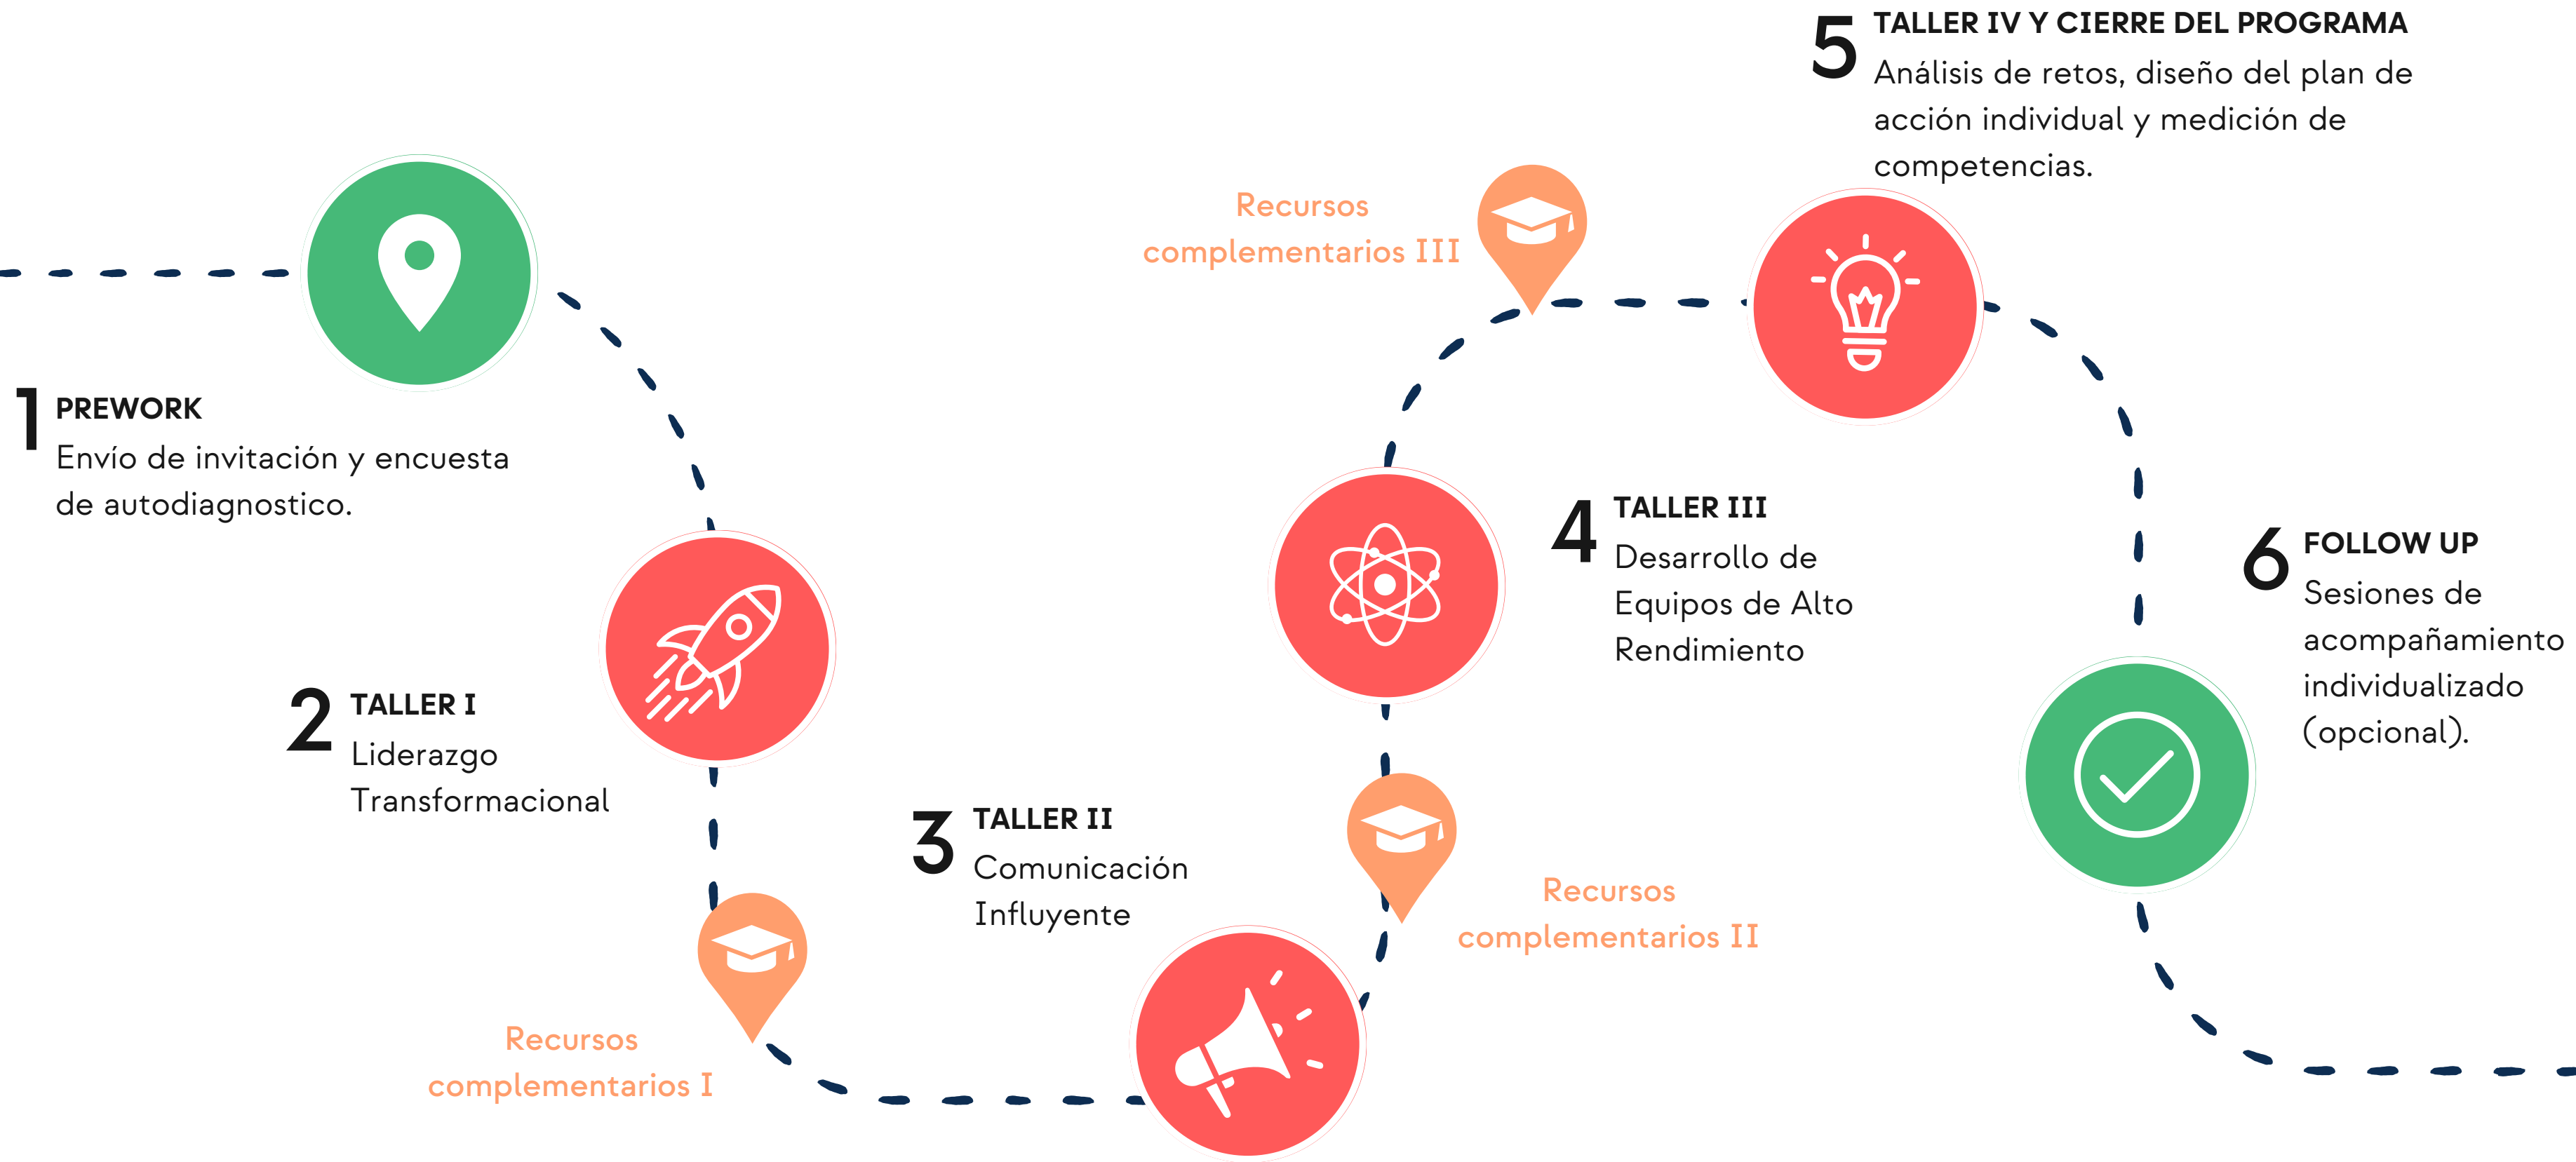 1
PREWORK
Envío de invitación y encuesta
de autodiagnostico.
2
TALLER I
Liderazgo
Transformacional
Recursos
complementarios I
3
TALLER II
Comunicación
Influyente
Recursos
complementarios II
4
TALLER III
Desarrollo de
Equipos de Alto
Rendimiento
Recursos
complementarios III
5
TALLER IV Y CIERRE DEL PROGRAMA
Análisis de retos, diseño del plan de
acción individual y medición de
competencias.
6
FOLLOW UP
Sesiones de
acompañamiento
individualizado
(opcional).